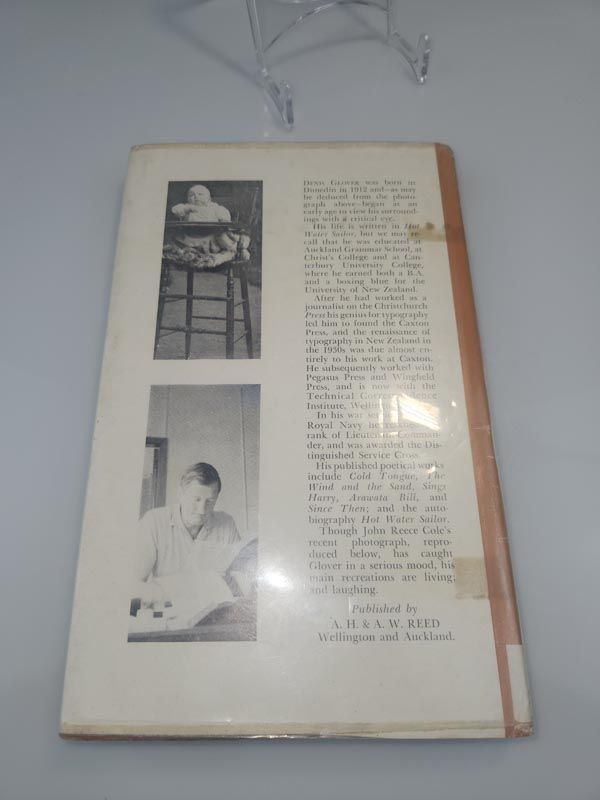 DENIS GLOVER was born in
Dunedin in 1912 and—as may
be deduced from the photo-
graph above—began at an
early age to view his surround-
ings with a critical eye.
His life is written in Hot
Water Sailor, but we may re-
call that he was educated at
Auckland Grammar School, at
Christ's College and at Can-
terbury University College,
where he earned both a B.A.
and a boxing blue for the
University of New Zealand.
After he had worked as a
journalist on the Christchurch
Press his genius for typography
led him to found the Caxton
Press, and the renaissance of
typography in New Zealand in
the 1930s was due almost en-
tirely to his work at Caxton.
He subsequently worked with
Pegasus Press and Wingfield
Press, and is now with the
Technical Correspondence
Institute, Wellington
In his war
Royal Navy he
rank of Lieutenant-Comman-
der, and was awarded the Dis-
tinguished Service Cross.
His published poetical works
include Cold Tongue, The
Wind and the Sand, Sings
Harry, Arawata Bill, and
Since Then; and the auto-
biography Hot Water Sailor.
Though John Reece Cole's
recent photograph, repro-
duced below, has caught
Glover in a serious mood, his
main recreations are living;
and laughing.
Published by
A. H. & A. W. REED
Wellington and Auckland.